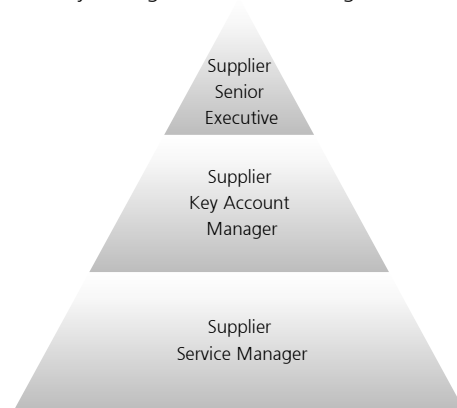 Supplier
Senior
Executive
Supplier
Key Account
Manager
Supplier
Service Manager